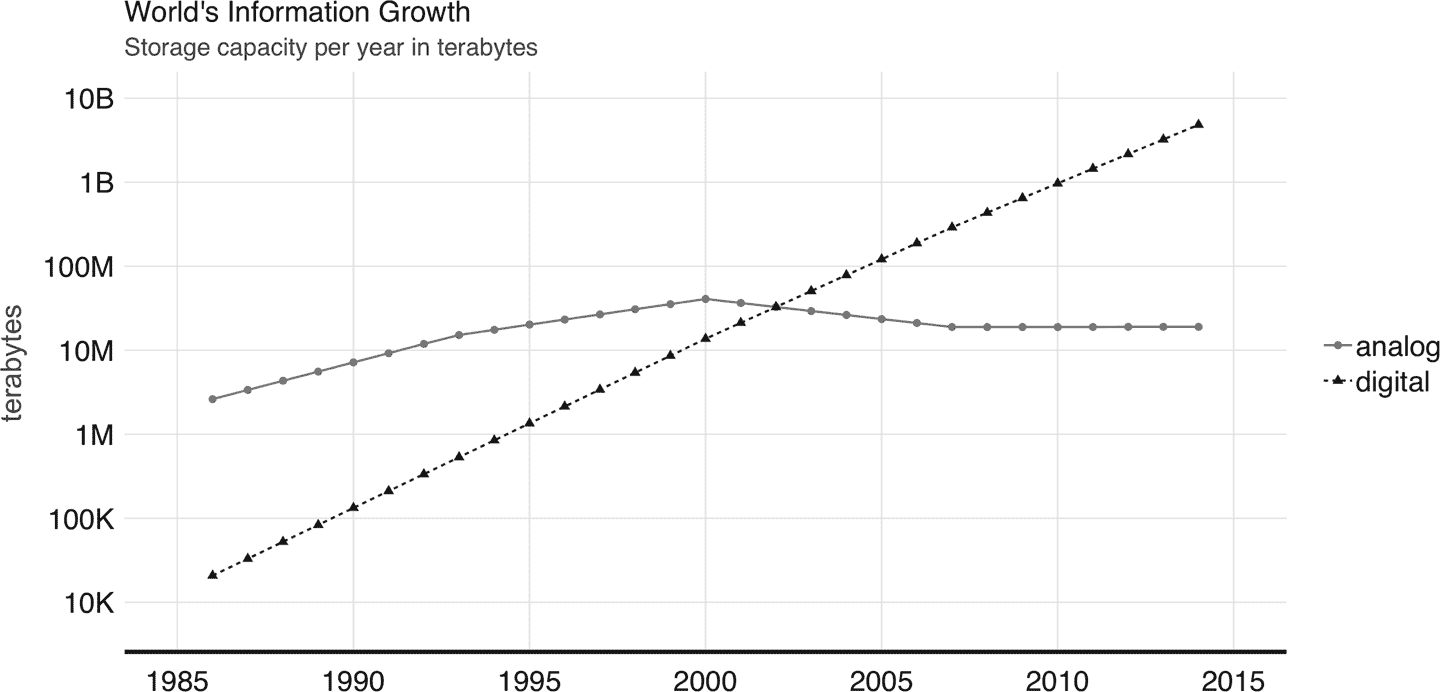 World's Information Growth
Storage capacity per year in terabytes
10B
1B
100M
10M
1M
100K
10K
terabytes
1985 1990 1995 2000 2005 2010 2015
analog
digital